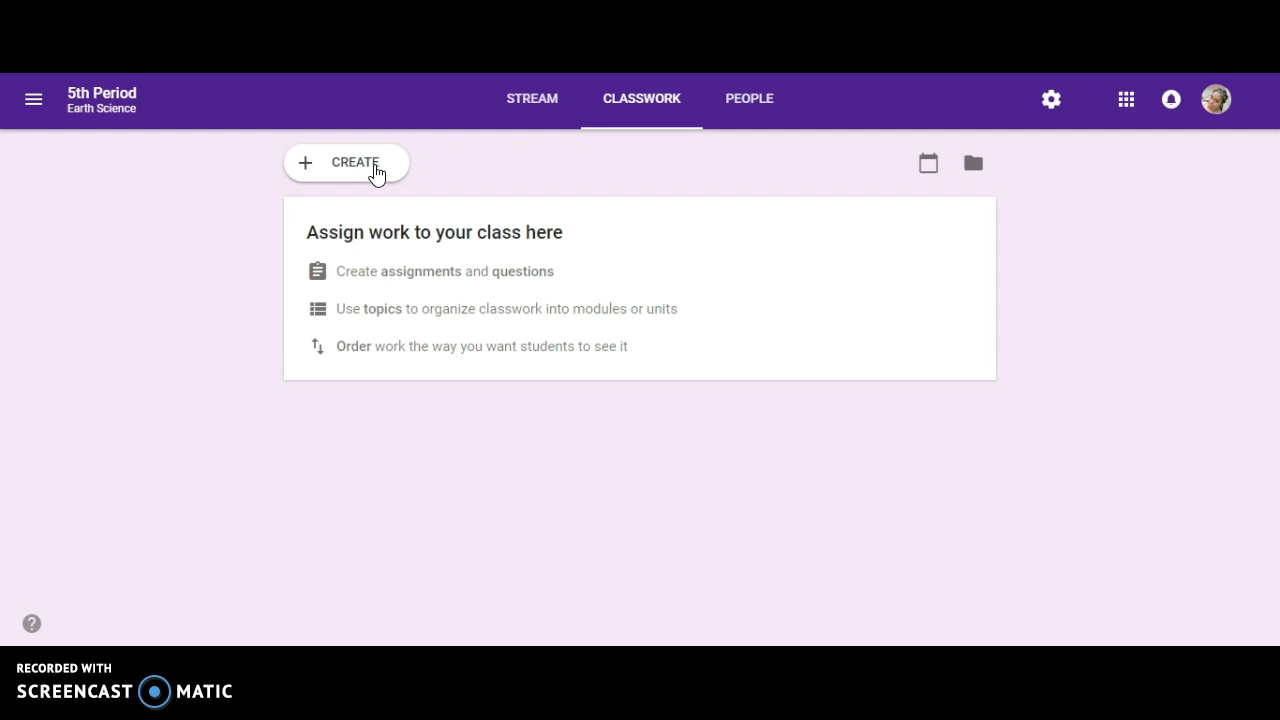 5th Period
Earth Science
STREAM
CLASSWORK
PEOPLE
CREATE
Assign work to your class here
Create assignments and questions
Use topics to organize classwork into modules or units
Order work the way you want students to see it
RECORDED WITH
SCREENCAST MATIC